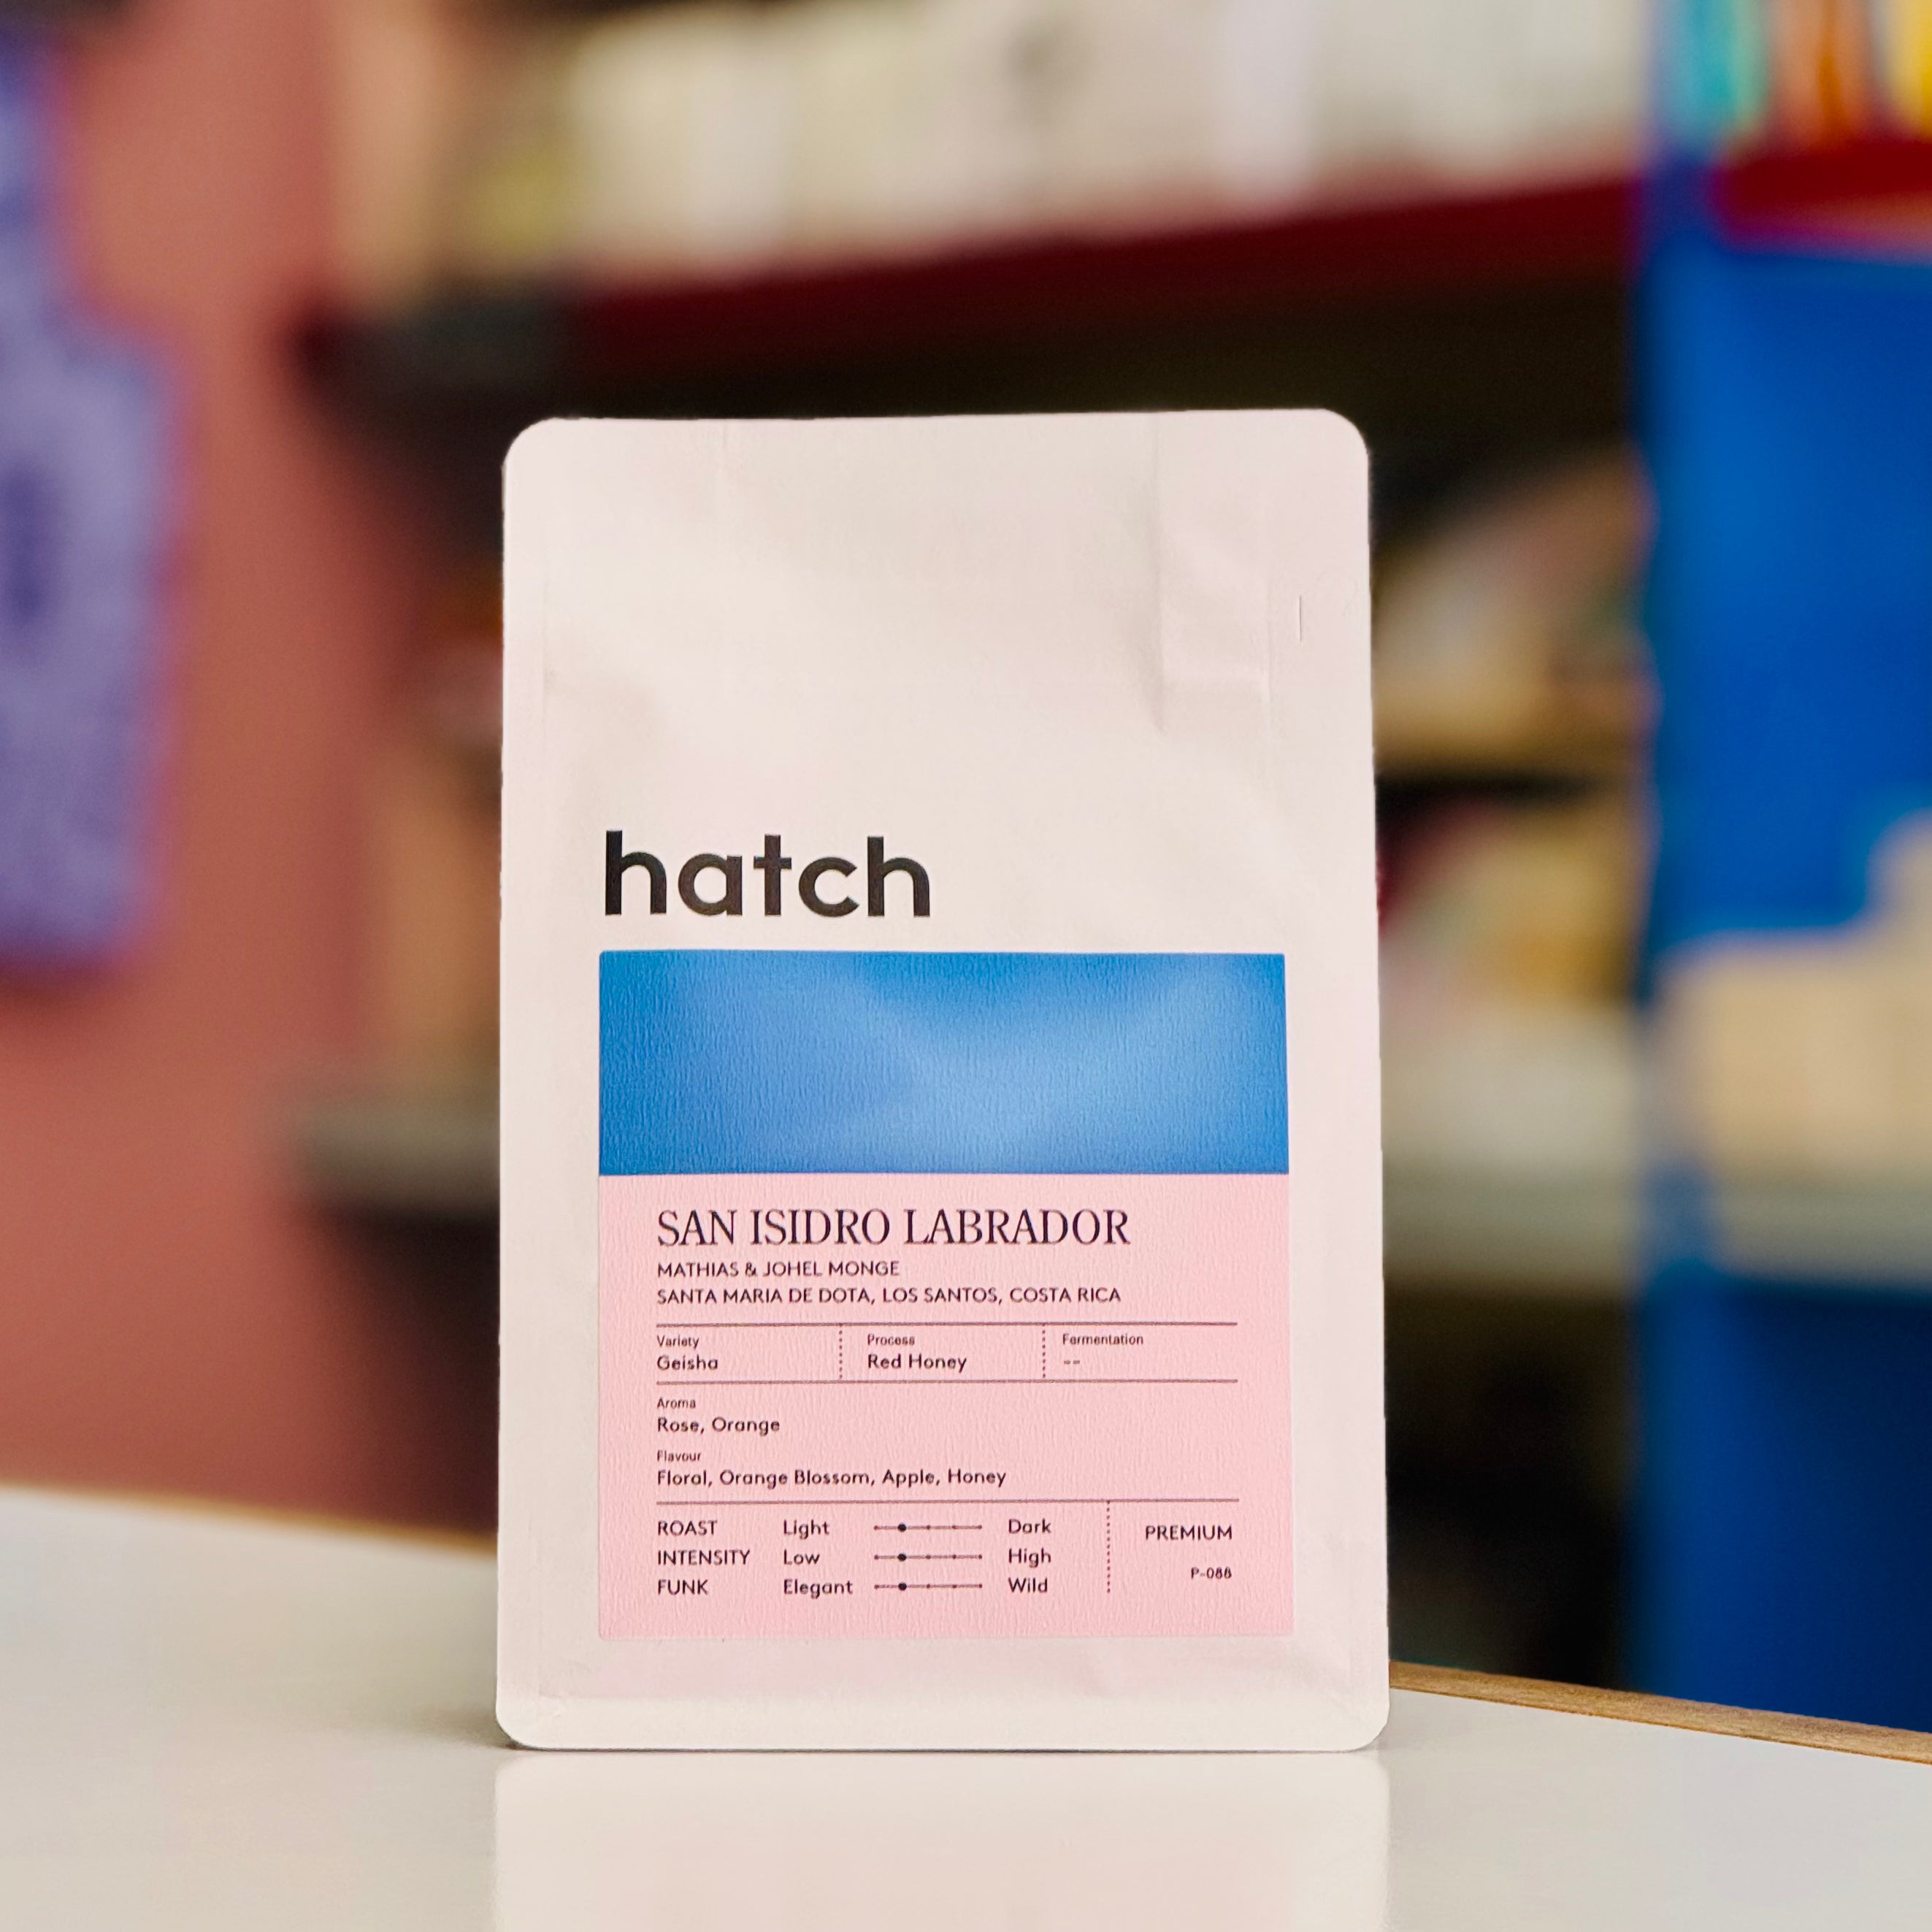 hatch
SAN ISIDRO LABRADOR
MATHIAS & JOHEL MONGE
SANTA MARIA DE DOTA, LOS SANTOS, COSTA RICA
Variety Process Fermentation
Geisha Red Honey --
Aroma
Rose, Orange
Flavour
Floral, Orange Blossom, Apple, Honey
ROAST Light Dark PREMIUM
INTENSITY Low High
FUNK Elegant Wild P-088